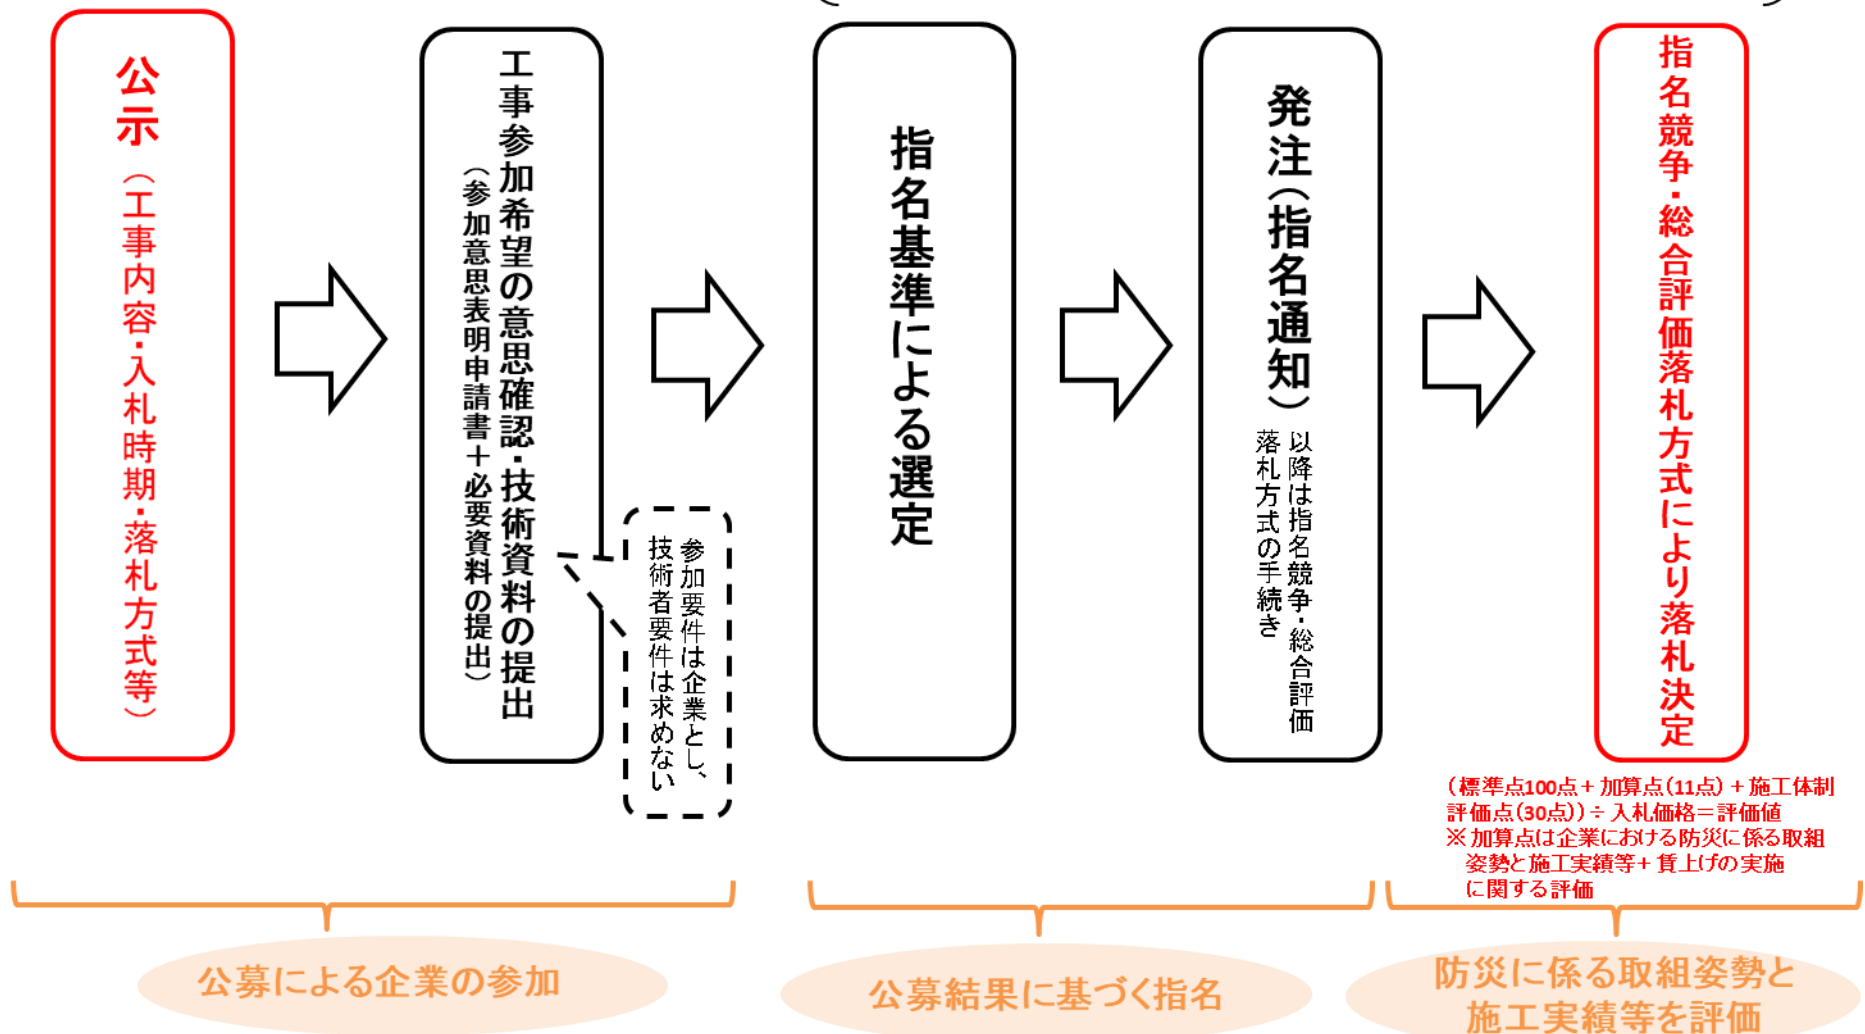 公示（工事内容・入札時期・落札方式等）
工事参加希望の意思確認・技術資料の提出
（参加意思表明申請書＋必要資料の提出）
参加要件は企業とし、
技術者要件は求めない
指名基準による選定
発注（指名通知）
以降は指名競争・総合評価
落札方式の手続き
指名競争・総合評価落札方式により落札決定
（標準点100点＋加算点（11点）＋施工体制
評価点（30点））÷入札価格＝評価値
※加算点は企業における防災に係る取組
姿勢と施工実績等＋賃上げの実施
に関する評価
公募による企業の参加
公募結果に基づく指名
防災に係る取組姿勢と
施工実績等を評価